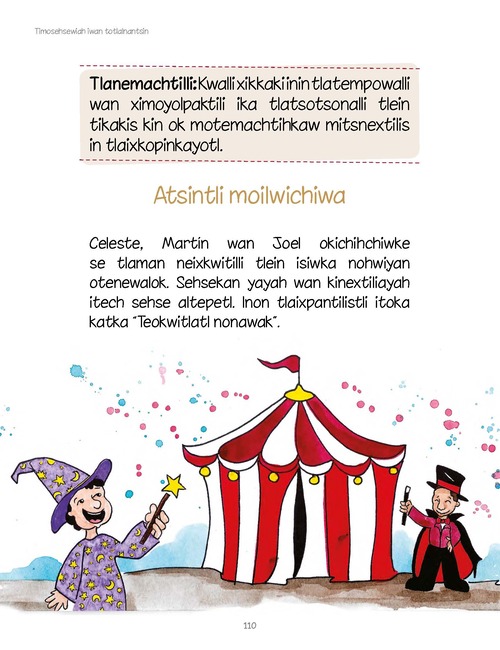 Timosehsewiah iwan totlalnantsin
Tlanemachtilli: Kwalli xikkaki inin tlatempowalli
wan ximoyolpaktili ika tlatsotsonalli tlein
tikakis kin ok motemachtihkaw mitsnextilis
in tlaixkopinkayotl.
Atsintli moilwichiwa
Celeste, Martín wan Joel okichihchiwke
se tlaman neixkwitilli tlein isiwka nohwiyan
otenewalok. Sehsekan yayah wan kinextiliayah
itech sehse altepetl. Inon tlaixpantilistli itoka
katka “Teokwitlatl nonawak”.
110